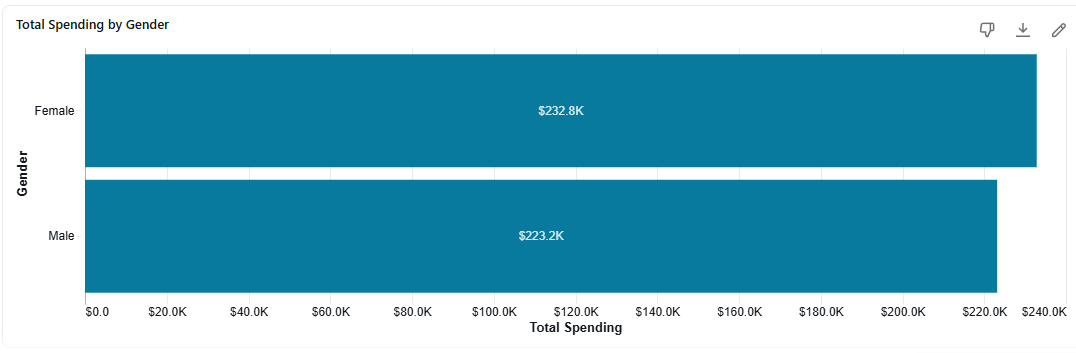 Total Spending by Gender
Gender
Female
$232.8K
Male
$223.2K
$0.0 $20.0K $40.0K $60.0K $80.0K $100.0K $120.0K $140.0K $160.0K $180.0K $200.0K $220.0K $240.0K
Total Spending